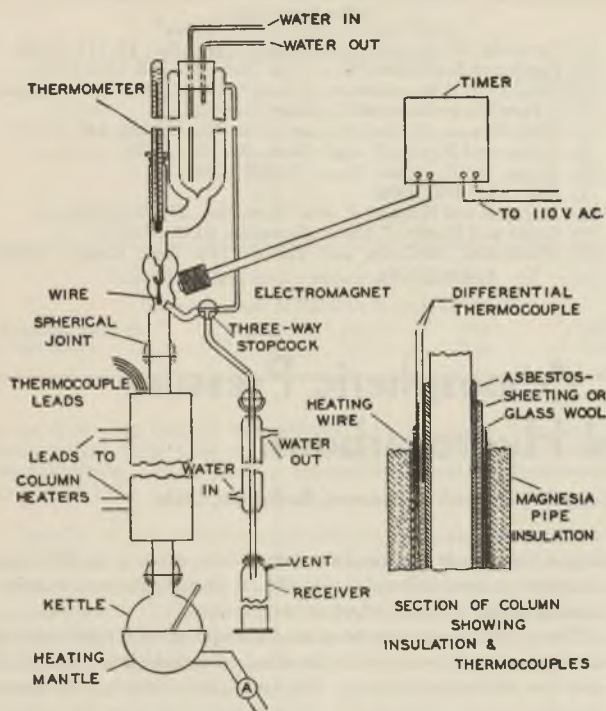 WATER IN
WATER OUT
THERMOMETER
TIMER
TO 110 V. A.C.
WIRE
ELECTROMAGNET
SPHERICAL
JOINT
THREE-WAY
STOPCOCK
THERMOCOUPLE
LEADS
LEADS TO
COLUMN
HEATERS
WATER
OUT
WATER
IN
VENT
RECEIVER
KETTLE
HEATING
MANTLE
A
DIFFERENTIAL
THERMOCOUPLE
ASBESTOS-
SHEETING OR
GLASS WOOL
HEATING
WIRE
MAGNESIA
PIPE
INSULATION
SECTION OF COLUMN
SHOWING
INSULATION &
THERMOCOUPLES